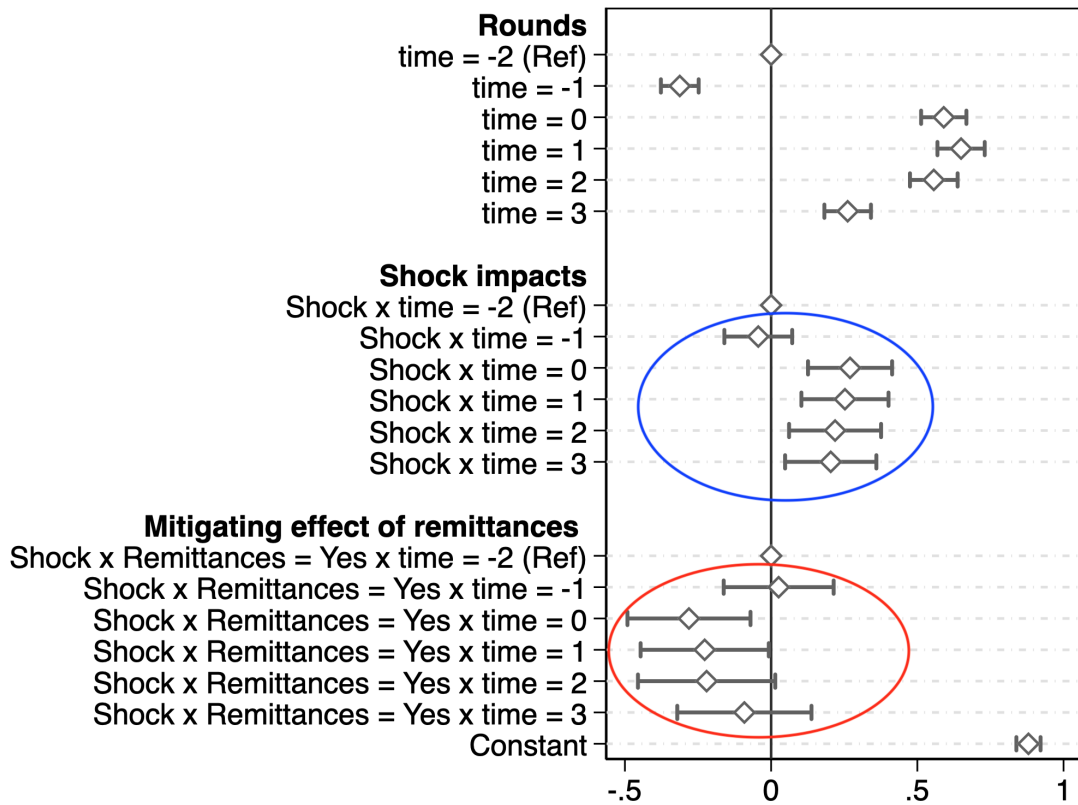 Rounds
time = -2 (Ref)
time = -1
time = 0
time = 1
time = 2
time = 3
Shock impacts
Shock x time = -2 (Ref)
Shock x time = -1
Shock x time = 0
Shock x time = 1
Shock x time = 2
Shock x time = 3
Mitigating effect of remittances
Shock x Remittances = Yes x time = -2 (Ref)
Shock x Remittances = Yes x time = -1
Shock x Remittances = Yes x time = 0
Shock x Remittances = Yes x time = 1
Shock x Remittances = Yes x time = 2
Shock x Remittances = Yes x time = 3
Constant
-.5 0 .5 1